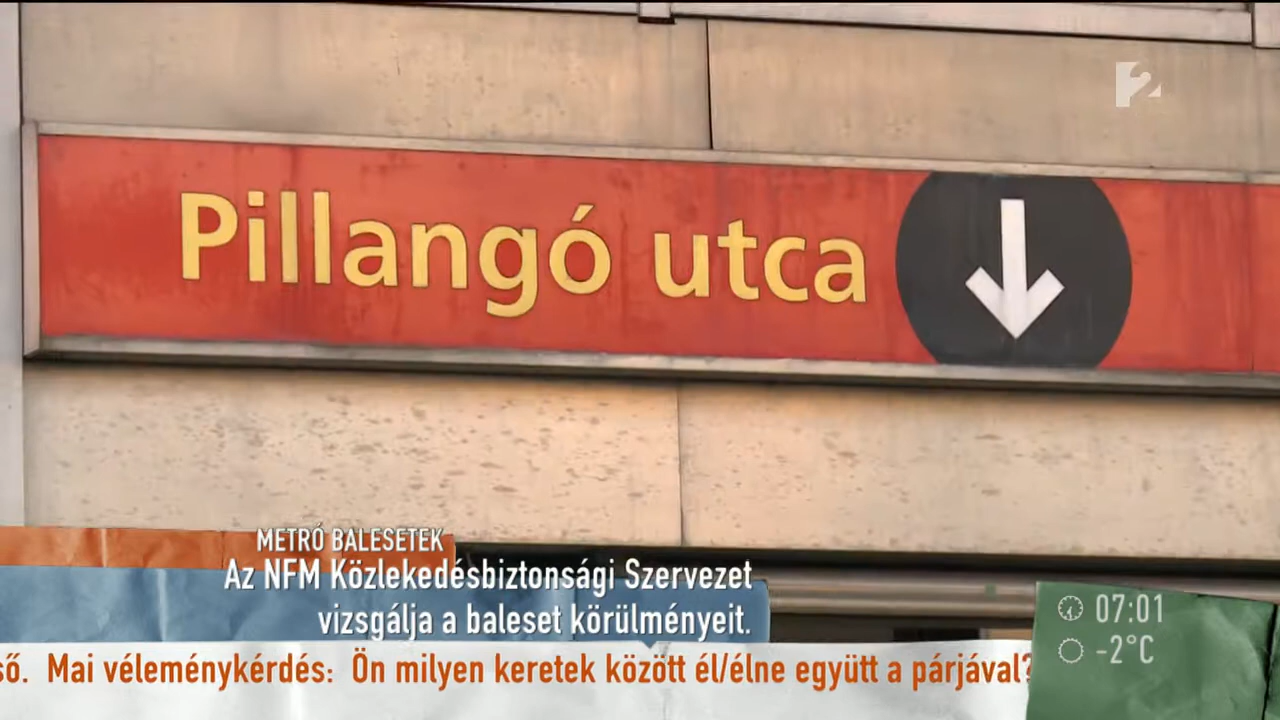 2
Pillangó utca
METRÓ BALESETEK
Az NFM Közlekedésbiztonsági Szervezet
vizsgálja a baleset körülményeit.
07:01
-2°C
ső. Mai véleménykérdés: Ön milyen keretek között él/élne együtt a párjával?